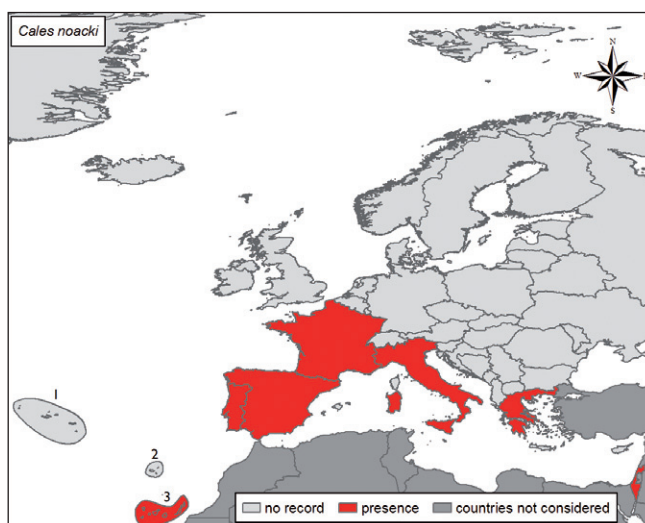 Cales noacki
N
W
E
S
1
2
3
no record
presence
countries not considered